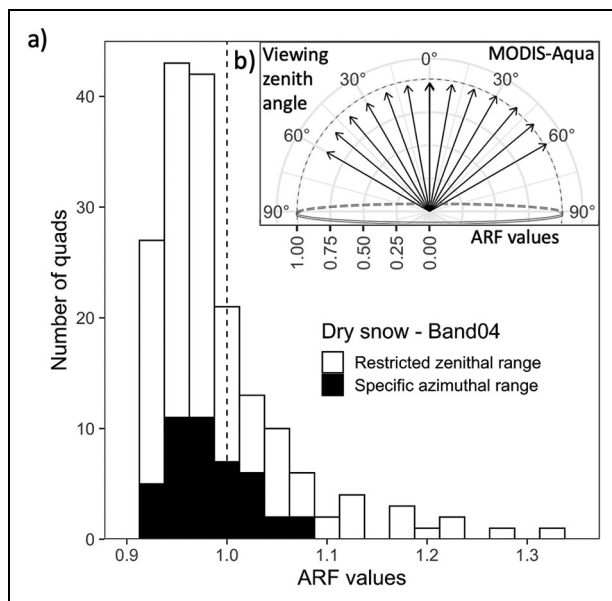 a)
b)
Viewing
zenith
angle
MODIS-Aqua
0°
30°
30°
60°
60°
90°
90°
1.00
0.75
0.50
0.25
0.00
ARF values
Number of quads
40
30
20
10
0
Dry snow - Band04
Restricted zenithal range
Specific azimuthal range
0.9
1.0
1.1
1.2
1.3
ARF values